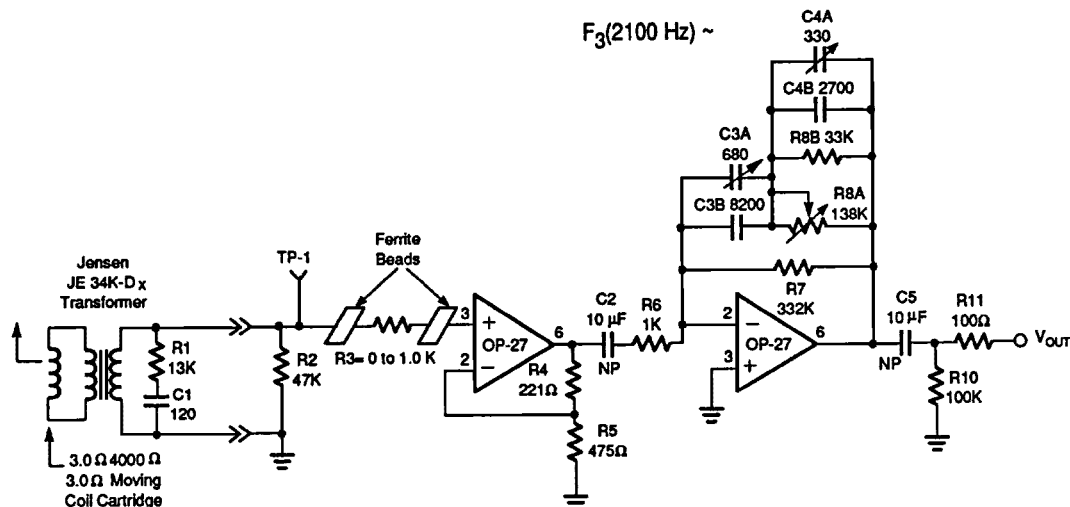 F3(2100 Hz) ~
C4A
330
C4B 2700
R8B 33K
C3A
680
C3B 8200
R8A
138K
R7
332K
Jensen
JE 34K-Dx
Transformer
TP-1
Ferrite
Beads
R1
13K
C1
120
R2
47K
R3= 0 to 1.0 K
3
+
OP-27
2
−
6
R4
221Ω
R5
475Ω
C2
10 µF
NP
R6
1K
2
−
OP-27
3
+
6
C5
10 µF
NP
R11
100Ω
VOUT
R10
100K
3.0 Ω 4000 Ω
3.0 Ω Moving
Coil Cartridge